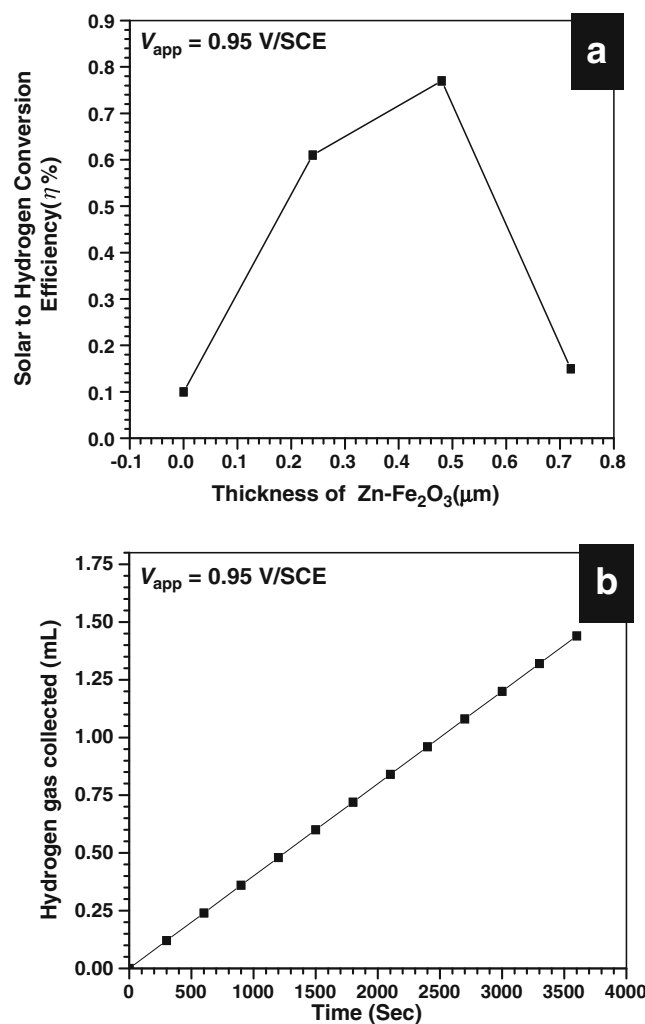 a
V_app = 0.95 V/SCE
0.9
0.8
0.7
0.6
0.5
0.4
0.3
0.2
0.1
0.0
Solar to Hydrogen Conversion
Efficiency(η%)
-0.1 0.0 0.1 0.2 0.3 0.4 0.5 0.6 0.7 0.8
Thickness of Zn-Fe₂O₃(μm)
b
V_app = 0.95 V/SCE
1.75
1.50
1.25
1.00
0.75
0.50
0.25
0.00
Hydrogen gas collected (mL)
0 500 1000 1500 2000 2500 3000 3500 4000
Time (Sec)